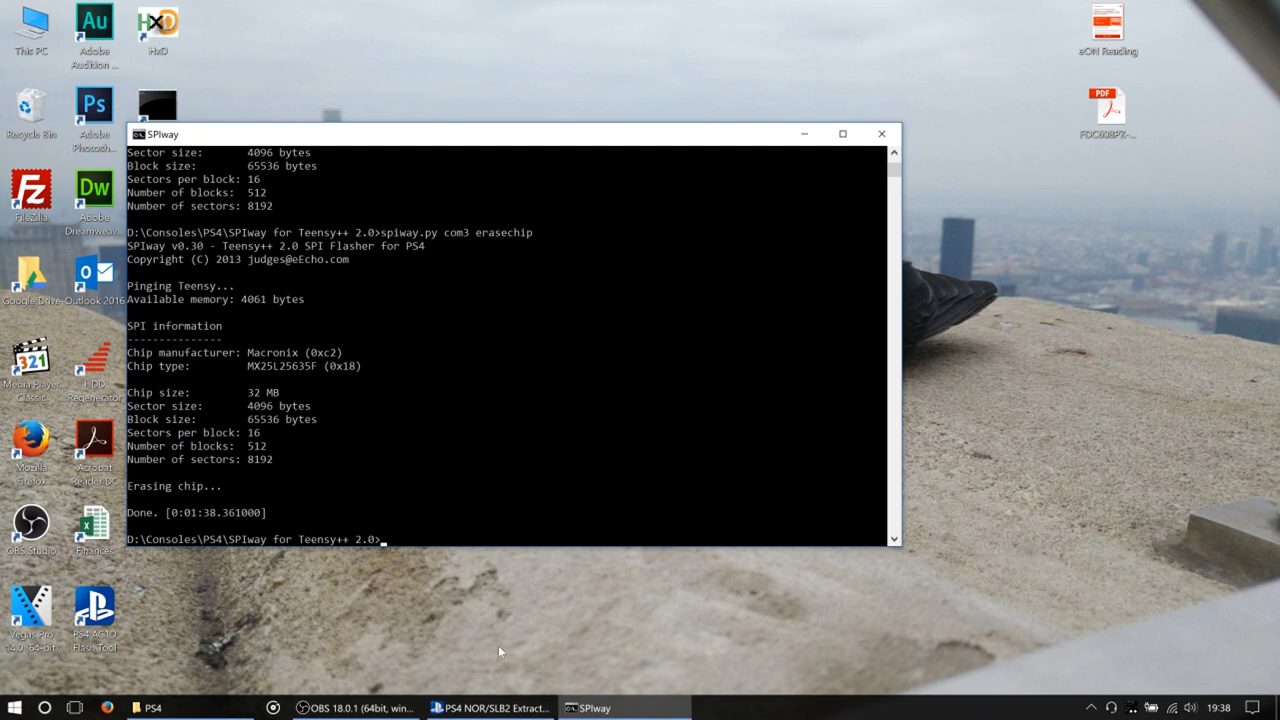 This PC
Adobe
Audition ...
HxD
Recycle Bin
Adobe
Photosh...
FileZilla
Adobe
Dreamweav...
Google Drive
Outlook 2016
Media Player
Classic
HDD
Regenerator
Mozilla
Firefox
Acrobat
Reader DC
OBS Studio
Finances
Vegas Pro
14.0 (64-bit)
PS4 AC1D
Flash Tool
eON Reading
PDF
SPIway
Sector size: 4096 bytes
Block size: 65536 bytes
Sectors per block: 16
Number of blocks: 512
Number of sectors: 8192
D:\Consoles\PS4\SPIway for Teensy++ 2.0>spiway.py com3 erasechip
SPIway v0.30 - Teensy++ 2.0 SPI Flasher for PS4
Copyright (C) 2013 judges@eEcho.com
Pinging Teensy...
Available memory: 4061 bytes
SPI information
---------------
Chip manufacturer: Macronix (0xc2)
Chip type: MX25L25635F (0x18)
Chip size: 32 MB
Sector size: 4096 bytes
Block size: 65536 bytes
Sectors per block: 16
Number of blocks: 512
Number of sectors: 8192
Erasing chip...
Done. [0:01:38.361000]
D:\Consoles\PS4\SPIway for Teensy++ 2.0>
PS4
OBS 18.0.1 (64bit, win...
PS4 NOR/SLB2 Extract...
SPIway
19:38